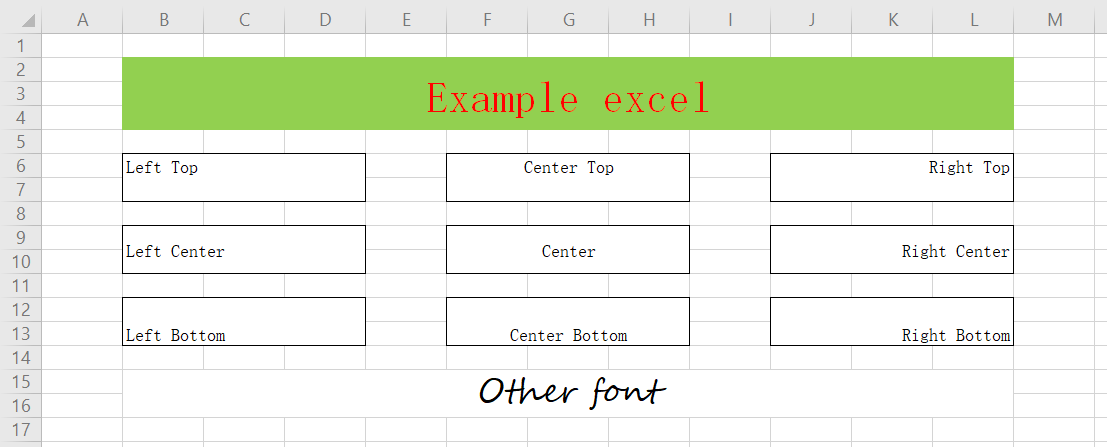 A B C D E F G H I J K L M
1
2
3 Example excel
4
5
6 Left Top Center Top Right Top
7
8
9
10 Left Center Center Right Center
11
12
13 Left Bottom Center Bottom Right Bottom
14
15 Other font
16
17